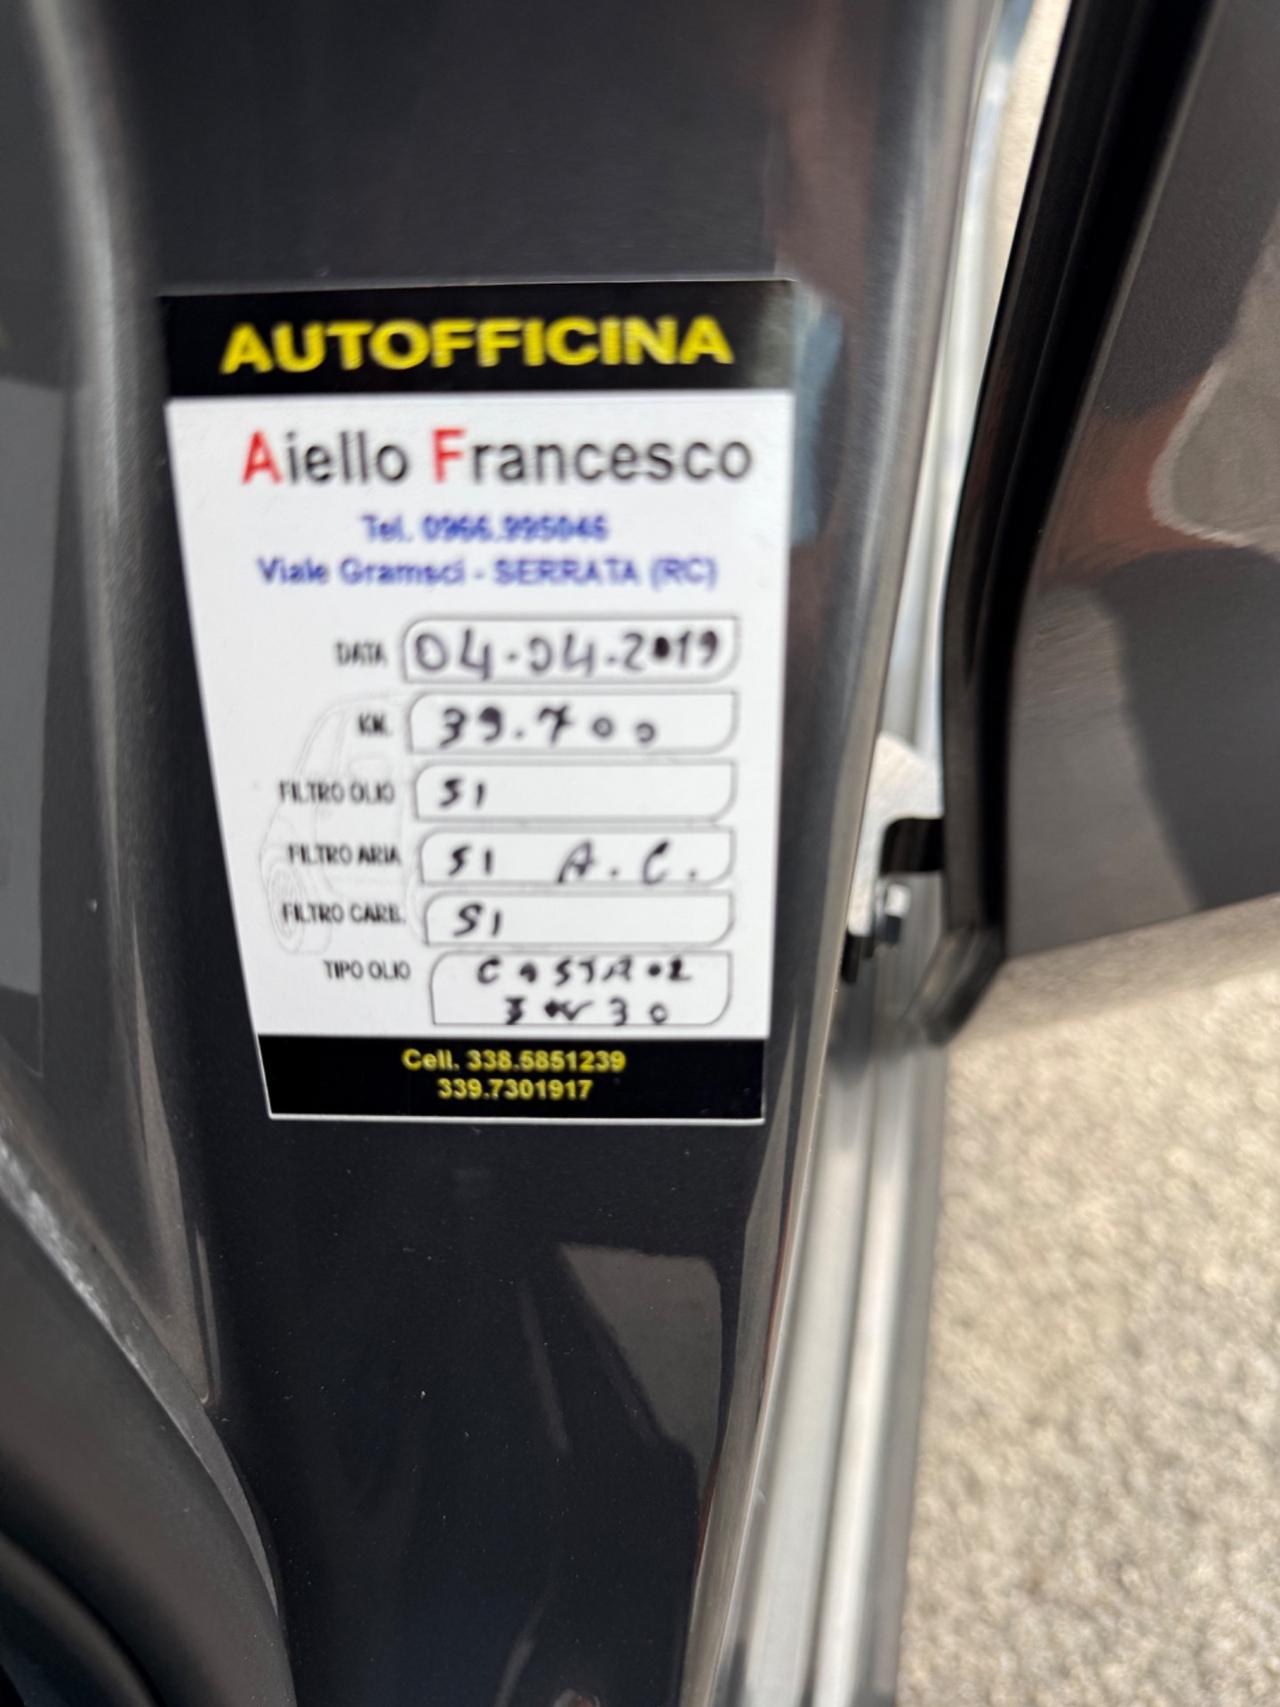 AUTOFFICINA
Aiello Francesco
Tel. 0966.995046
Viale Gramsci - SERRATA (RC)
DATA 04-04-2019
KM. 39.700
FILTRO OLIO SI
FILTRO ARIA SI A.C.
FILTRO CARB. SI
TIPO OLIO CASTROL
5W30
Cell. 338.5851239
339.7301917